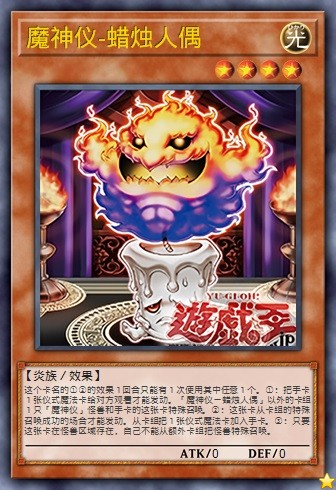 魔神仪-蜡烛人偶
光
YU-GI-OH!
遊戯王
JP
【炎族／效果】
这个卡名的①②的效果1回合只能有1次使用其中任意1个。①：把手卡
1张仪式魔法卡给对方观看才能发动。「魔神仪－蜡烛人偶」以外的卡组
1只「魔神仪」怪兽和手卡的这张卡特殊召唤。②：这张卡从卡组的特殊
召唤成功的场合才能发动。从卡组把1张仪式魔法卡加入手卡。③：只要
这张卡在怪兽区域存在，自己不能从额外卡组把怪兽特殊召唤。
ATK/0 DEF/0